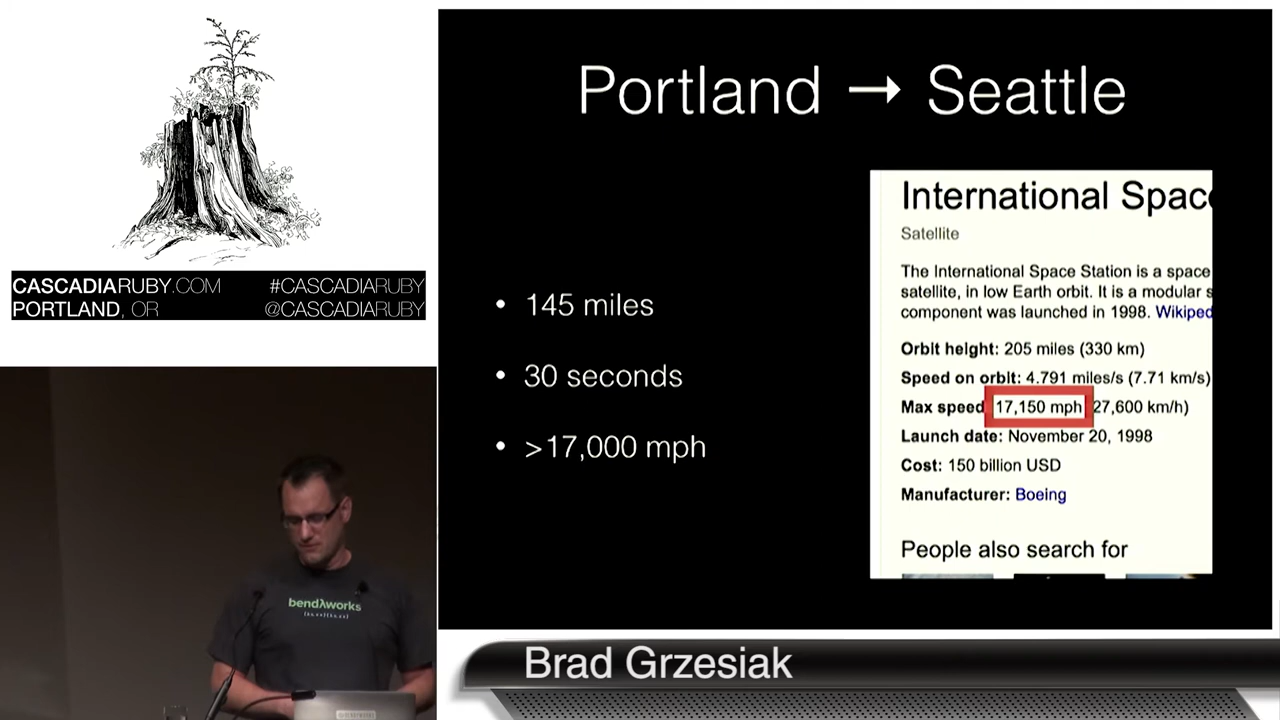 CASCADIARUBY.COM #CASCADIARUBY
PORTLAND, OR @CASCADIARUBY
Portland → Seattle
• 145 miles
• 30 seconds
• >17,000 mph
International Spac
Satellite
The International Space Station is a space
satellite, in low Earth orbit. It is a modular s
component was launched in 1998. Wikiped
Orbit height: 205 miles (330 km)
Speed on orbit: 4.791 miles/s (7.71 km/s)
Max speed 17,150 mph 27,600 km/h)
Launch date: November 20, 1998
Cost: 150 billion USD
Manufacturer: Boeing
People also search for
bendλworks
Brad Grzesiak